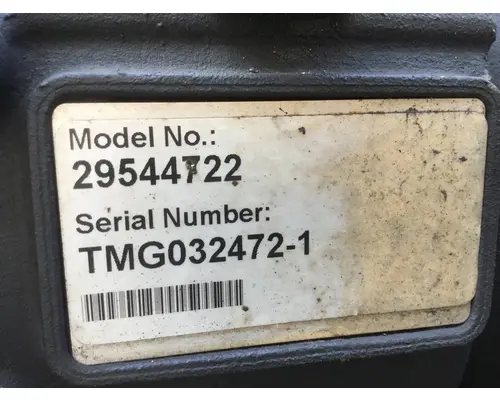 Model No.:
29544722
Serial Number:
TMG032472-1